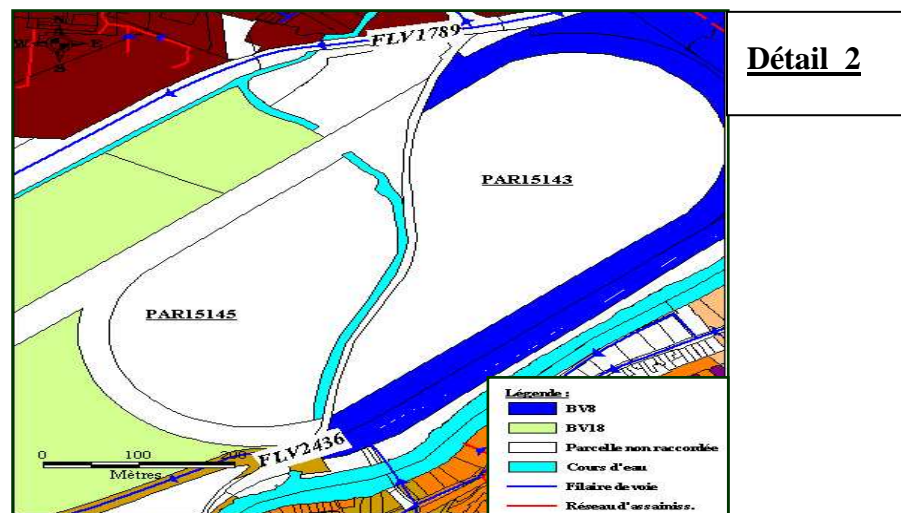 Détail 2
N
W E
S
FLV1789
PAR15143
PAR15145
FLV2436
0 100 200
Mètres
Légende :
BV8
BV18
Parcelle non raccordée
Cours d'eau
Filaire de voie
Réseau d'assainiss.